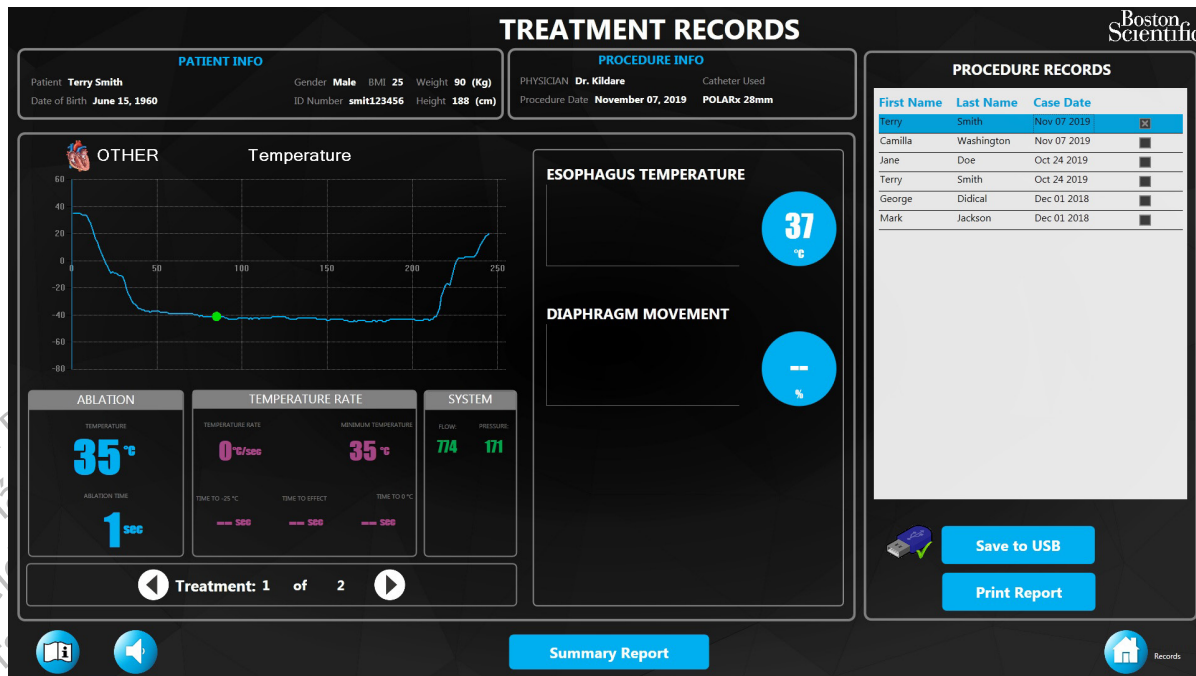 TREATMENT RECORDS
Boston
Scientific
PATIENT INFO
Patient Terry Smith
Gender Male BMI 25 Weight 90 (Kg)
Date of Birth June 15, 1960
ID Number smit123456 Height 188 (cm)
PROCEDURE INFO
PHYSICIAN Dr. Kildare
Catheter Used
Procedure Date November 07, 2019
POLARx 28mm
OTHER
Temperature
60
40
20
0
-20
-40
-60
-80
0 50 100 150 200 250
ESOPHAGUS TEMPERATURE
37
°C
DIAPHRAGM MOVEMENT
--
%
ABLATION
TEMPERATURE
35 °C
ABLATION TIME
1 sec
TEMPERATURE RATE
TEMPERATURE RATE MINIMUM TEMPERATURE
0 °C/sec 35 °C
TIME TO -25 °C TIME TO EFFECT TIME TO 0 °C
-- sec -- sec -- sec
SYSTEM
FLOW: PRESSURE:
774 171
Treatment: 1 of 2
PROCEDURE RECORDS
First Name Last Name Case Date
Terry Smith Nov 07 2019
Camilla Washington Nov 07 2019
Jane Doe Oct 24 2019
Terry Smith Oct 24 2019
George Didical Dec 01 2018
Mark Jackson Dec 01 2018
Save to USB
Print Report
i
Summary Report
Records